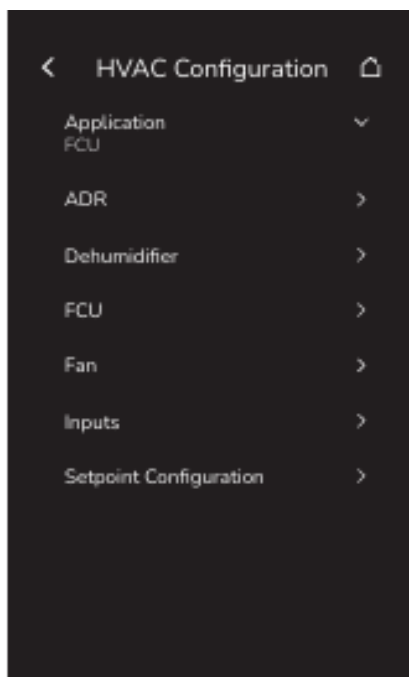 HVAC Configuration
Application
FCU
ADR
Dehumidifier
FCU
Fan
Inputs
Setpoint Configuration